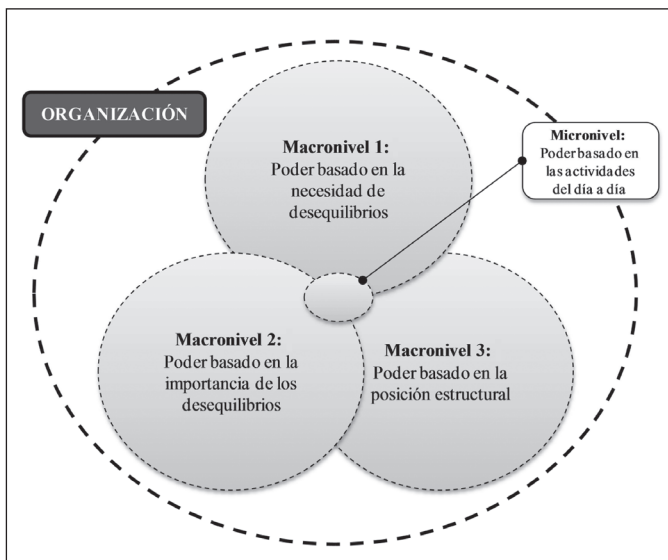 ORGANIZACIÓN
Macronivel 1:
Poder basado en la
necesidad de
desequilibrios
Micronivel:
Poder basado en
las actividades
del día a día
Macronivel 2:
Poder basado en la
importancia de los
desequilibrios
Macronivel 3:
Poder basado en la
posición estructural